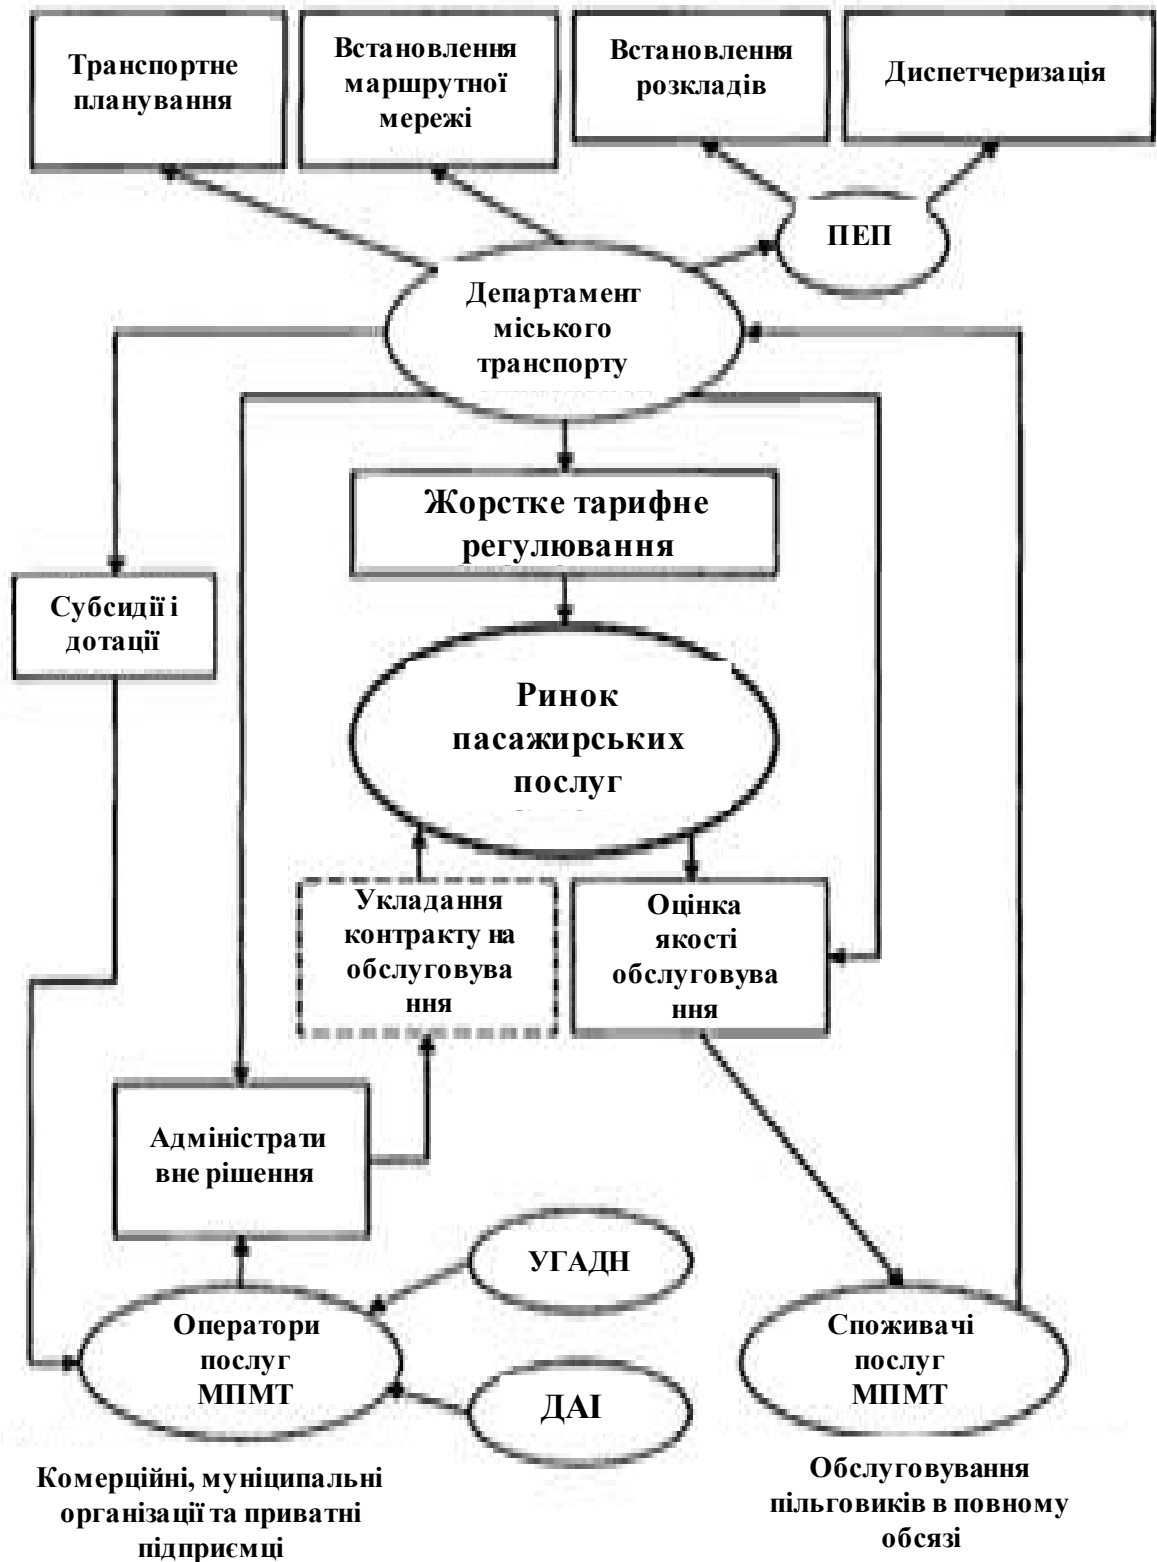 Транспортне
планування
Встановлення
маршрутної
мережі
Встановлення
розкладів
Диспетчеризація
ПЕП
Департамент
міського
транспорту
Жорстке тарифне
регулювання
Субсидії і
дотації
Ринок
пасажирських
послуг
Укладання
контракту на
обслуговува
ння
Оцінка
якості
обслуговува
ння
Адміністрати
вне рішення
УГАДН
Оператори
послуг
МПМТ
ДАІ
Споживачі
послуг
МПМТ
Комерційні, муніципальні
організації та приватні
підприємці
Обслуговування
пільговиків в повному
обсязі